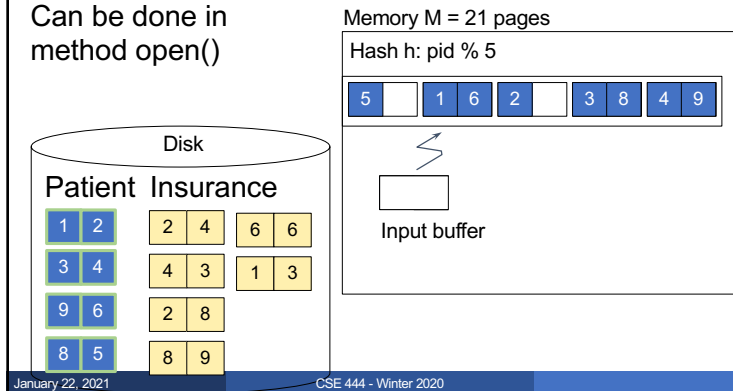 Can be done in
method open()
Memory M = 21 pages
Hash h: pid % 5
5 1 6 2 3 8 4 9
Disk
Patient Insurance
1 2 2 4 6 6
3 4 4 3 1 3
9 6 2 8
8 5 8 9
Input buffer
January 22, 2021 CSE 444 - Winter 2020